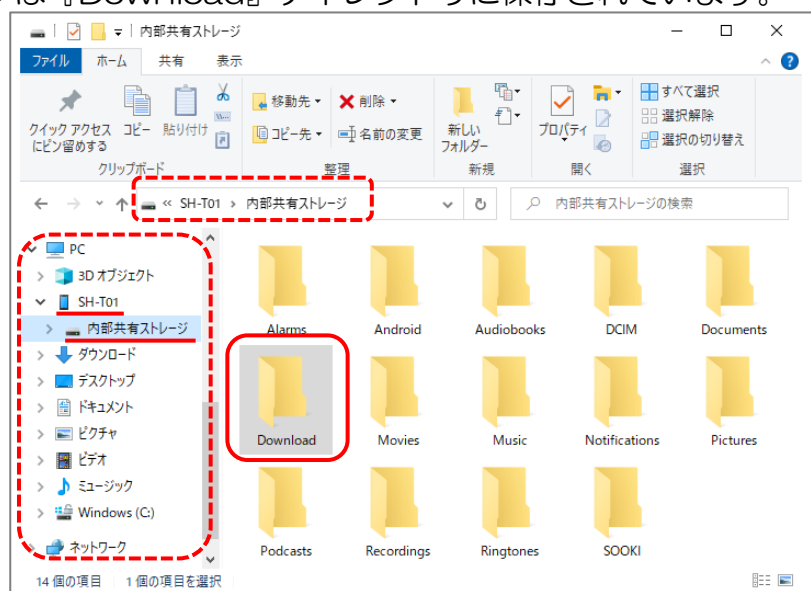 は『Download』ディレクトリに保存されています。
内部共有ストレージ
ファイル ホーム 共有 表示
クイック アクセスにピン留めする
コピー
貼り付け
移動先
コピー先
削除
名前の変更
新しいフォルダー
プロパティ
すべて選択
選択解除
選択の切り替え
クリップボード 整理 新規 開く 選択
« SH-T01 › 内部共有ストレージ
内部共有ストレージの検索
PC
3D オブジェクト
SH-T01
内部共有ストレージ
ダウンロード
デスクトップ
ドキュメント
ピクチャ
ビデオ
ミュージック
Windows (C:)
ネットワーク
Alarms Android Audiobooks DCIM Documents
Download Movies Music Notifications Pictures
Podcasts Recordings Ringtones SOOKI
14 個の項目 1 個の項目を選択